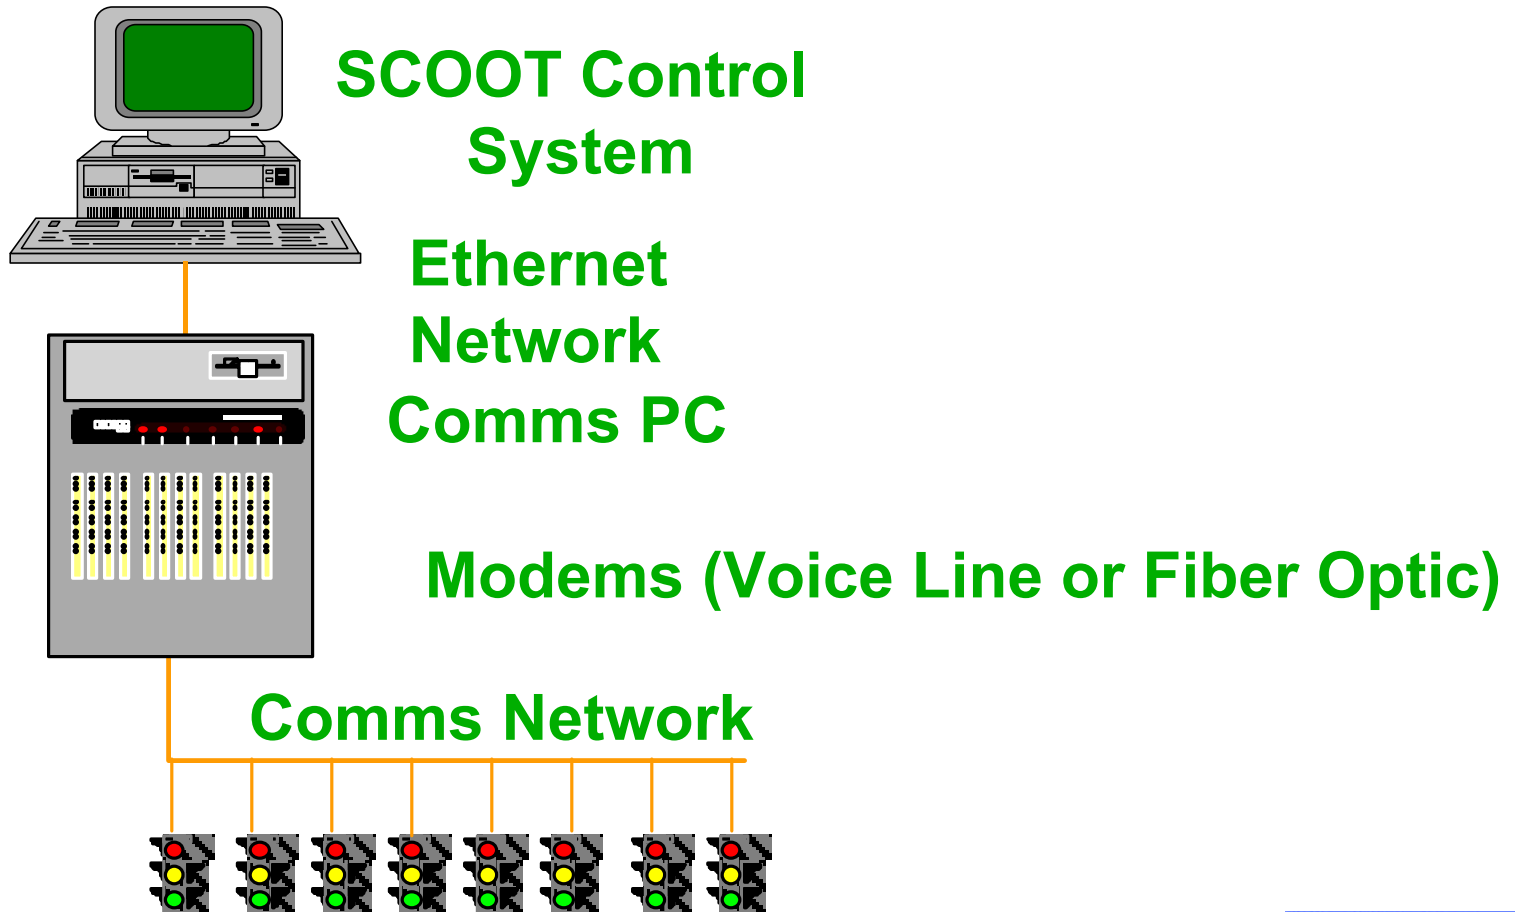 SCOOT Control
System
Ethernet
Network
Comms PC
Modems (Voice Line or Fiber Optic)
Comms Network